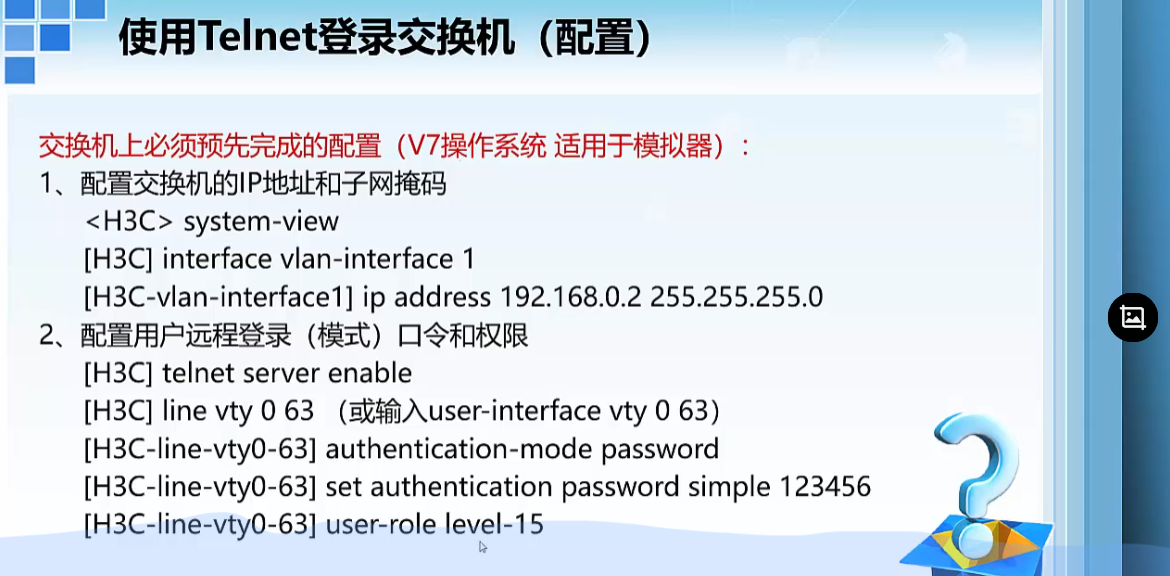 使用Telnet登录交换机（配置）
交换机上必须预先完成的配置（V7操作系统 适用于模拟器）：
1、配置交换机的IP地址和子网掩码
<H3C> system-view
[H3C] interface vlan-interface 1
[H3C-vlan-interface1] ip address 192.168.0.2 255.255.255.0
2、配置用户远程登录（模式）口令和权限
[H3C] telnet server enable
[H3C] line vty 0 63 （或输入user-interface vty 0 63）
[H3C-line-vty0-63] authentication-mode password
[H3C-line-vty0-63] set authentication password simple 123456
[H3C-line-vty0-63] user-role level-15